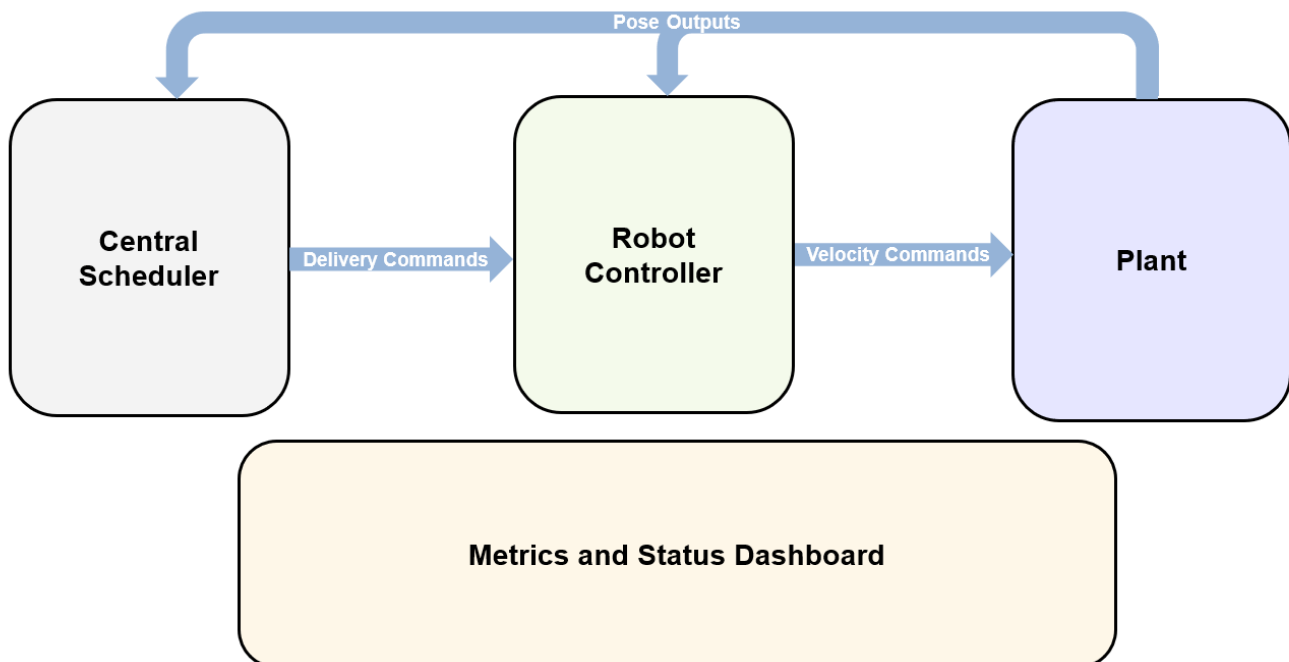 Pose Outputs
Central
Scheduler
Delivery Commands
Robot
Controller
Velocity Commands
Plant
Metrics and Status Dashboard